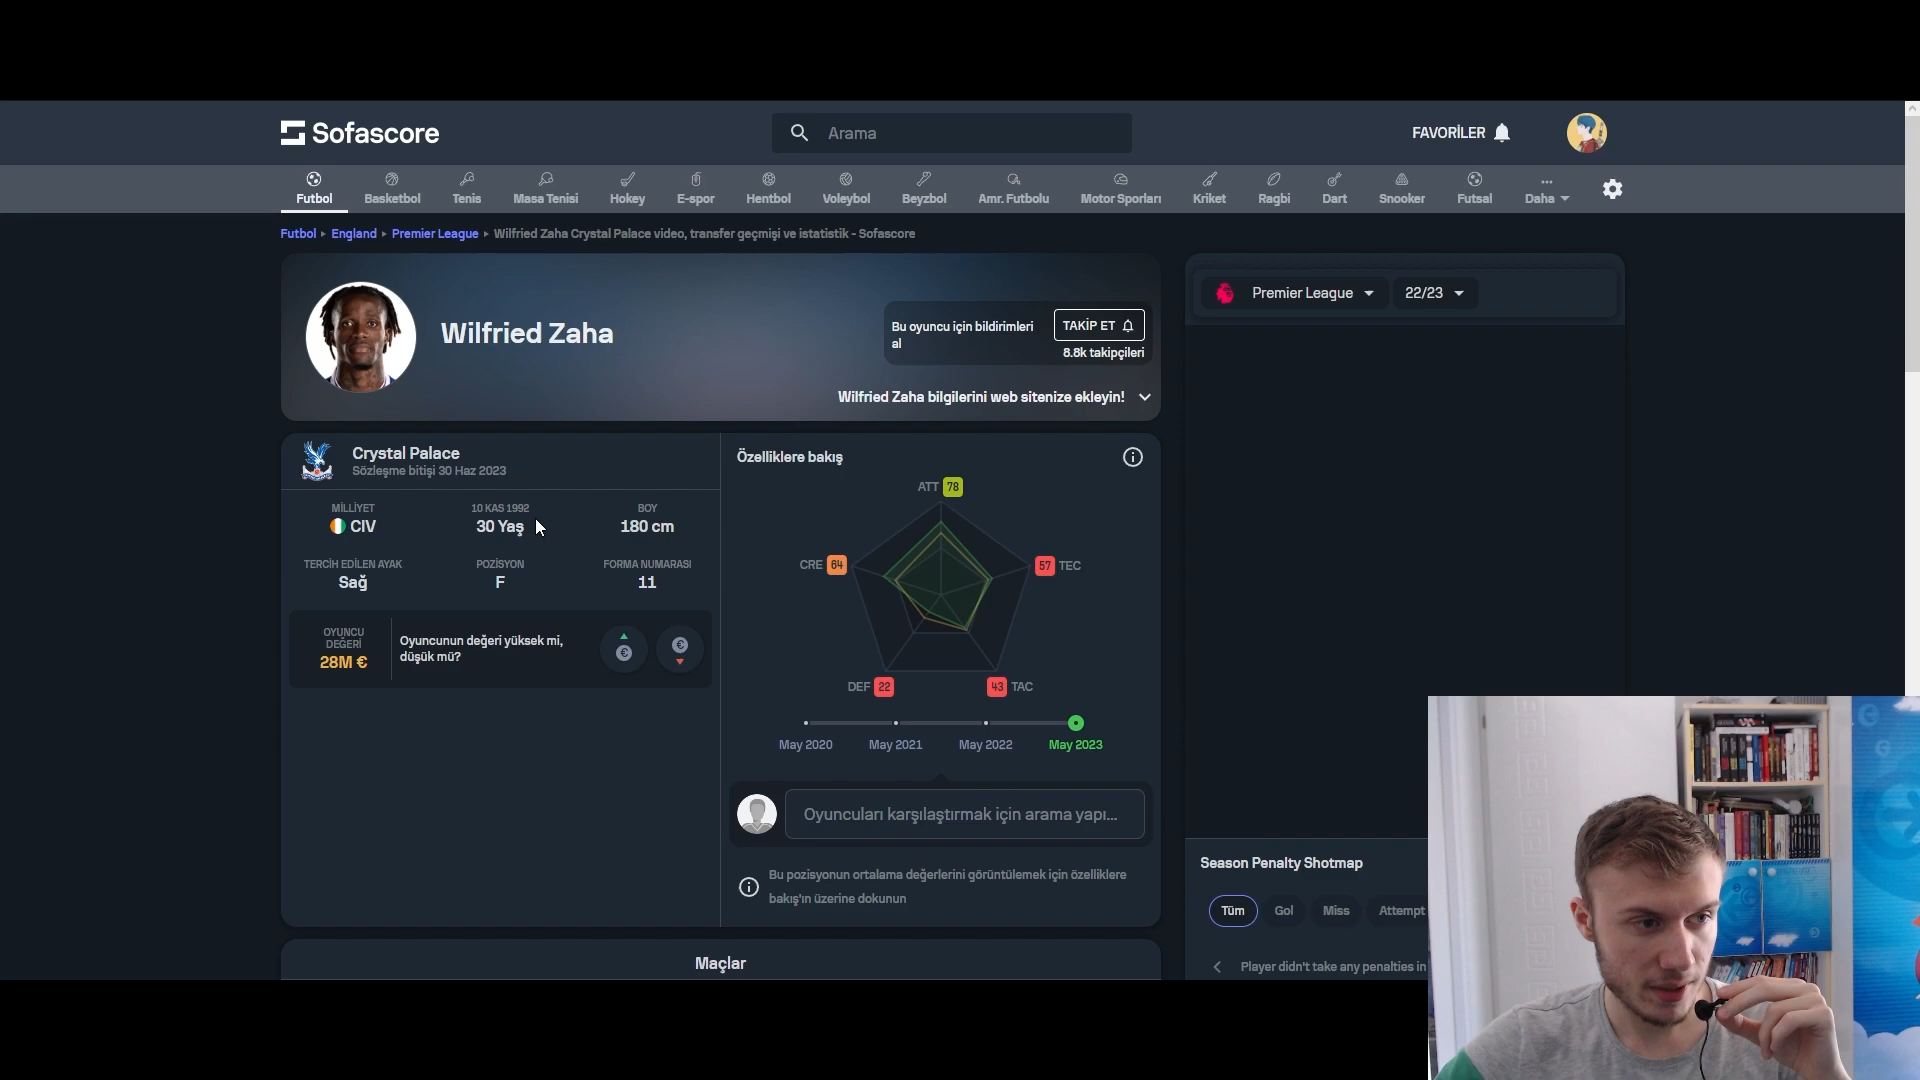 Sofascore
Arama
FAVORİLER
Futbol
Basketbol
Tenis
Masa Tenisi
Hokey
E-spor
Hentbol
Voleybol
Beyzbol
Amr. Futbolu
Motor Sporları
Kriket
Ragbi
Dart
Snooker
Futsal
Daha
Futbol ▸ England ▸ Premier League ▸ Wilfried Zaha Crystal Palace video, transfer geçmişi ve istatistik - Sofascore
Wilfried Zaha
Bu oyuncu için bildirimleri
al
TAKİP ET
8.8k takipçileri
Wilfried Zaha bilgilerini web sitenize ekleyin!
Premier League
22/23
Crystal Palace
Sözleşme bitişi 30 Haz 2023
MİLLİYET
CIV
10 KAS 1992
30 Yaş
BOY
180 cm
TERCİH EDİLEN AYAK
Sağ
POZİSYON
F
FORMA NUMARASI
11
OYUNCU
DEĞERİ
28M €
Oyuncunun değeri yüksek mi,
düşük mü?
€
€
Özelliklere bakış
ATT 78
CRE 64
57 TEC
DEF 22
43 TAC
May 2020
May 2021
May 2022
May 2023
Oyuncuları karşılaştırmak için arama yapı...
Bu pozisyonun ortalama değerlerini görüntülemek için özelliklere
bakış'ın üzerine dokunun
Maçlar
Season Penalty Shotmap
Tüm
Gol
Miss
Attempt
Player didn't take any penalties in